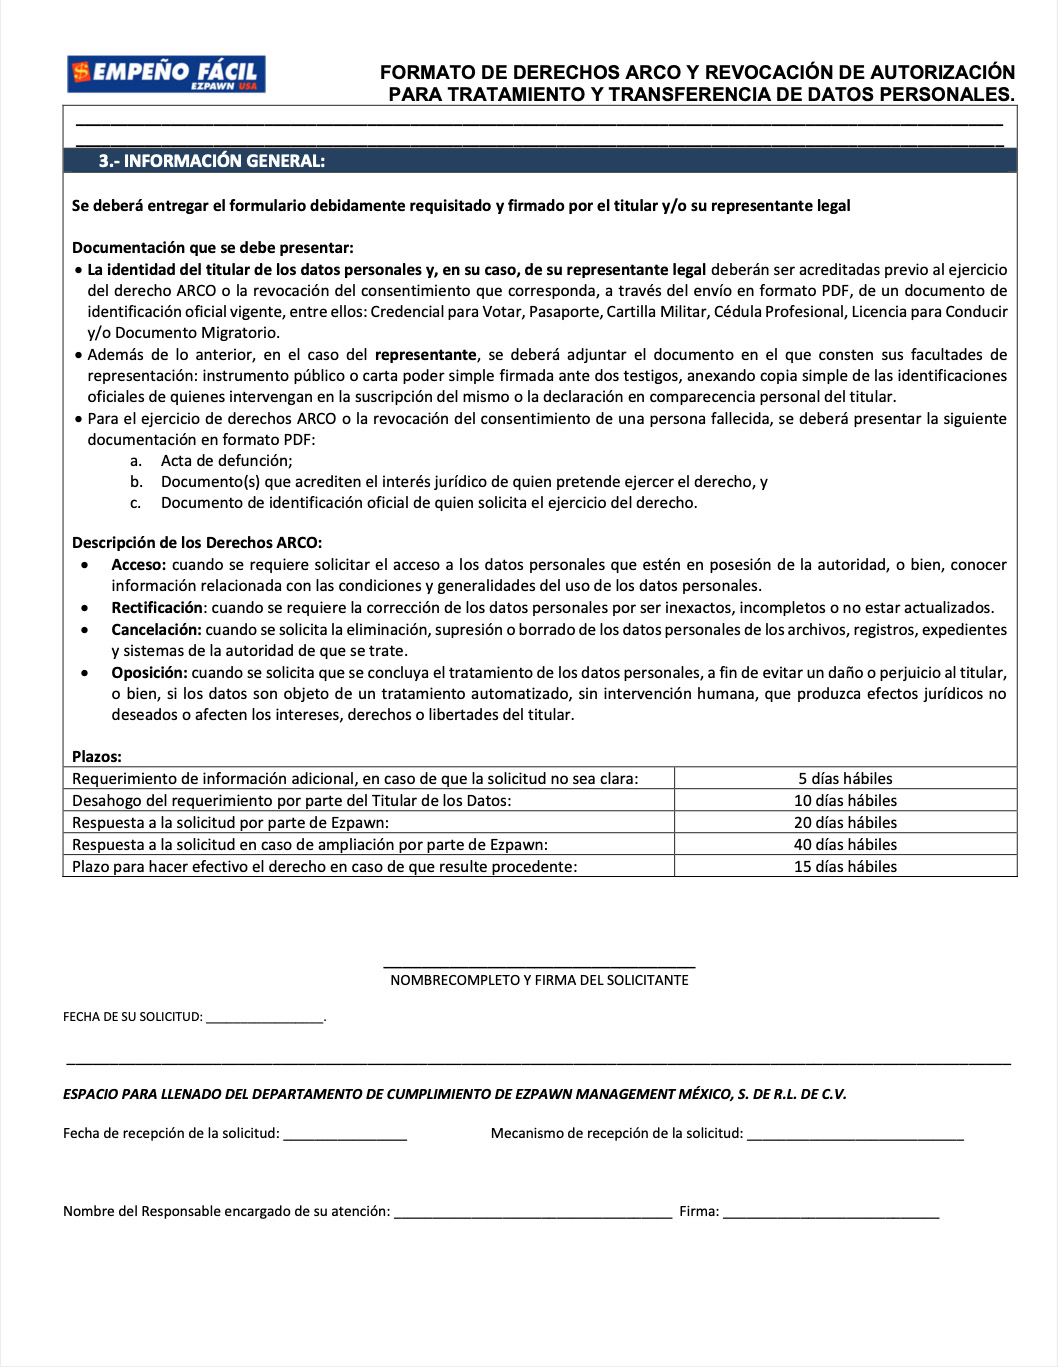 EMPEÑO FÁCIL
EZPAWN USA
FORMATO DE DERECHOS ARCO Y REVOCACIÓN DE AUTORIZACIÓN
PARA TRATAMIENTO Y TRANSFERENCIA DE DATOS PERSONALES.
3.- INFORMACIÓN GENERAL:
Se deberá entregar el formulario debidamente requisitado y firmado por el titular y/o su representante legal
Documentación que se debe presentar:
• La identidad del titular de los datos personales y, en su caso, de su representante legal deberán ser acreditadas previo al ejercicio
del derecho ARCO o la revocación del consentimiento que corresponda, a través del envío en formato PDF, de un documento de
identificación oficial vigente, entre ellos: Credencial para Votar, Pasaporte, Cartilla Militar, Cédula Profesional, Licencia para Conducir
y/o Documento Migratorio.
• Además de lo anterior, en el caso del representante, se deberá adjuntar el documento en el que consten sus facultades de
representación: instrumento público o carta poder simple firmada ante dos testigos, anexando copia simple de las identificaciones
oficiales de quienes intervengan en la suscripción del mismo o la declaración en comparecencia personal del titular.
• Para el ejercicio de derechos ARCO o la revocación del consentimiento de una persona fallecida, se deberá presentar la siguiente
documentación en formato PDF:
a. Acta de defunción;
b. Documento(s) que acrediten el interés jurídico de quien pretende ejercer el derecho, y
c. Documento de identificación oficial de quien solicita el ejercicio del derecho.
Descripción de los Derechos ARCO:
• Acceso: cuando se requiere solicitar el acceso a los datos personales que estén en posesión de la autoridad, o bien, conocer
información relacionada con las condiciones y generalidades del uso de los datos personales.
• Rectificación: cuando se requiere la corrección de los datos personales por ser inexactos, incompletos o no estar actualizados.
• Cancelación: cuando se solicita la eliminación, supresión o borrado de los datos personales de los archivos, registros, expedientes
y sistemas de la autoridad de que se trate.
• Oposición: cuando se solicita que se concluya el tratamiento de los datos personales, a fin de evitar un daño o perjuicio al titular,
o bien, si los datos son objeto de un tratamiento automatizado, sin intervención humana, que produzca efectos jurídicos no
deseados o afecten los intereses, derechos o libertades del titular.
Plazos:
Requerimiento de información adicional, en caso de que la solicitud no sea clara: 5 días hábiles
Desahogo del requerimiento por parte del Titular de los Datos: 10 días hábiles
Respuesta a la solicitud por parte de Ezpawn: 20 días hábiles
Respuesta a la solicitud en caso de ampliación por parte de Ezpawn: 40 días hábiles
Plazo para hacer efectivo el derecho en caso de que resulte procedente: 15 días hábiles
NOMBRECOMPLETO Y FIRMA DEL SOLICITANTE
FECHA DE SU SOLICITUD: _________________.
ESPACIO PARA LLENADO DEL DEPARTAMENTO DE CUMPLIMIENTO DE EZPAWN MANAGEMENT MÉXICO, S. DE R.L. DE C.V.
Fecha de recepción de la solicitud: ________________ Mecanismo de recepción de la solicitud: ____________________________
Nombre del Responsable encargado de su atención: ____________________________________ Firma: ____________________________